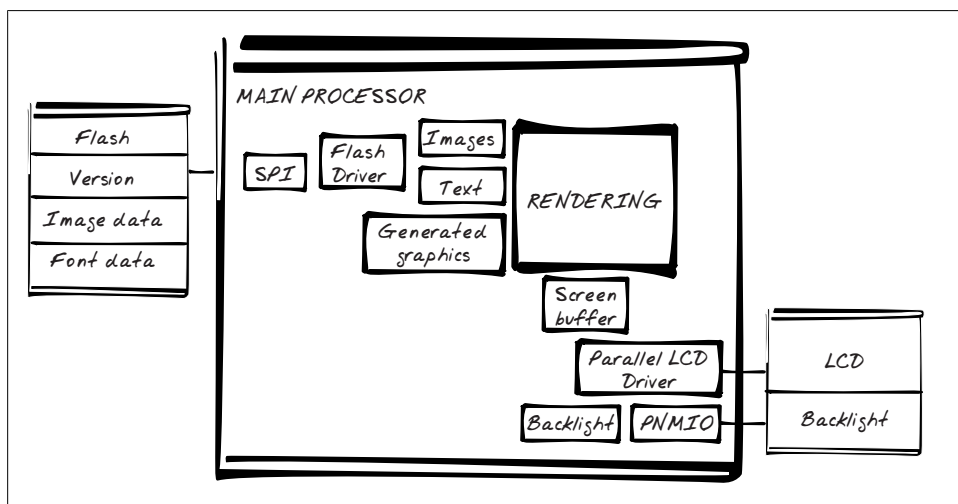 MAIN PROCESSOR
Flash
Version
Image data
Font data
SPI
Flash
Driver
Images
Text
Generated
graphics
RENDERING
Screen
buffer
Parallel LCD
Driver
Backlight
PNMIO
LCD
Backlight